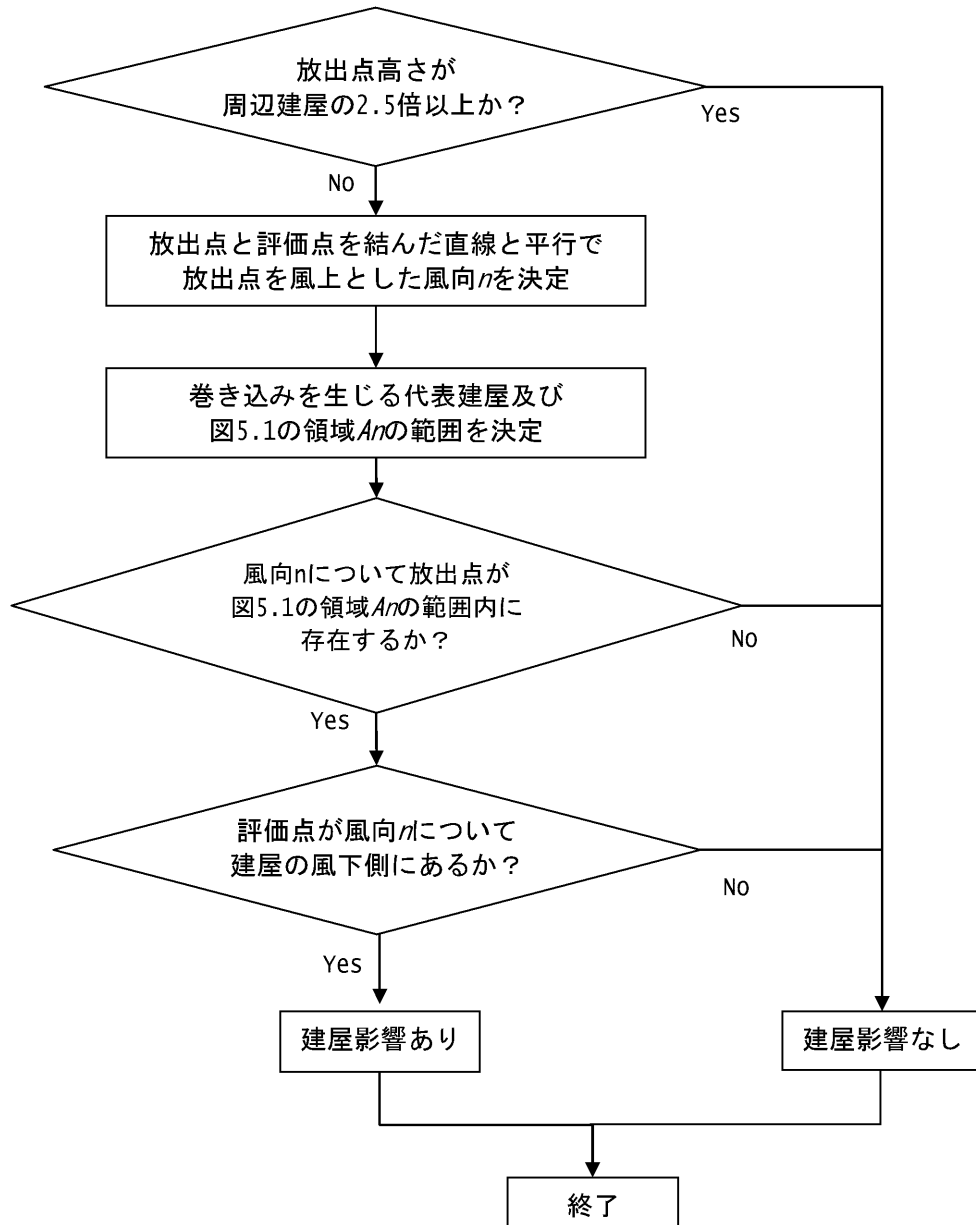 放出点高さが
周辺建屋の2.5倍以上か？
Yes
No
放出点と評価点を結んだ直線と平行で
放出点を風上とした風向nを決定
巻き込みを生じる代表建屋及び
図5.1の領域Anの範囲を決定
風向nについて放出点が
図5.1の領域Anの範囲内に
存在するか？
No
Yes
評価点が風向nについて
建屋の風下側にあるか？
No
Yes
建屋影響あり
建屋影響なし
終了